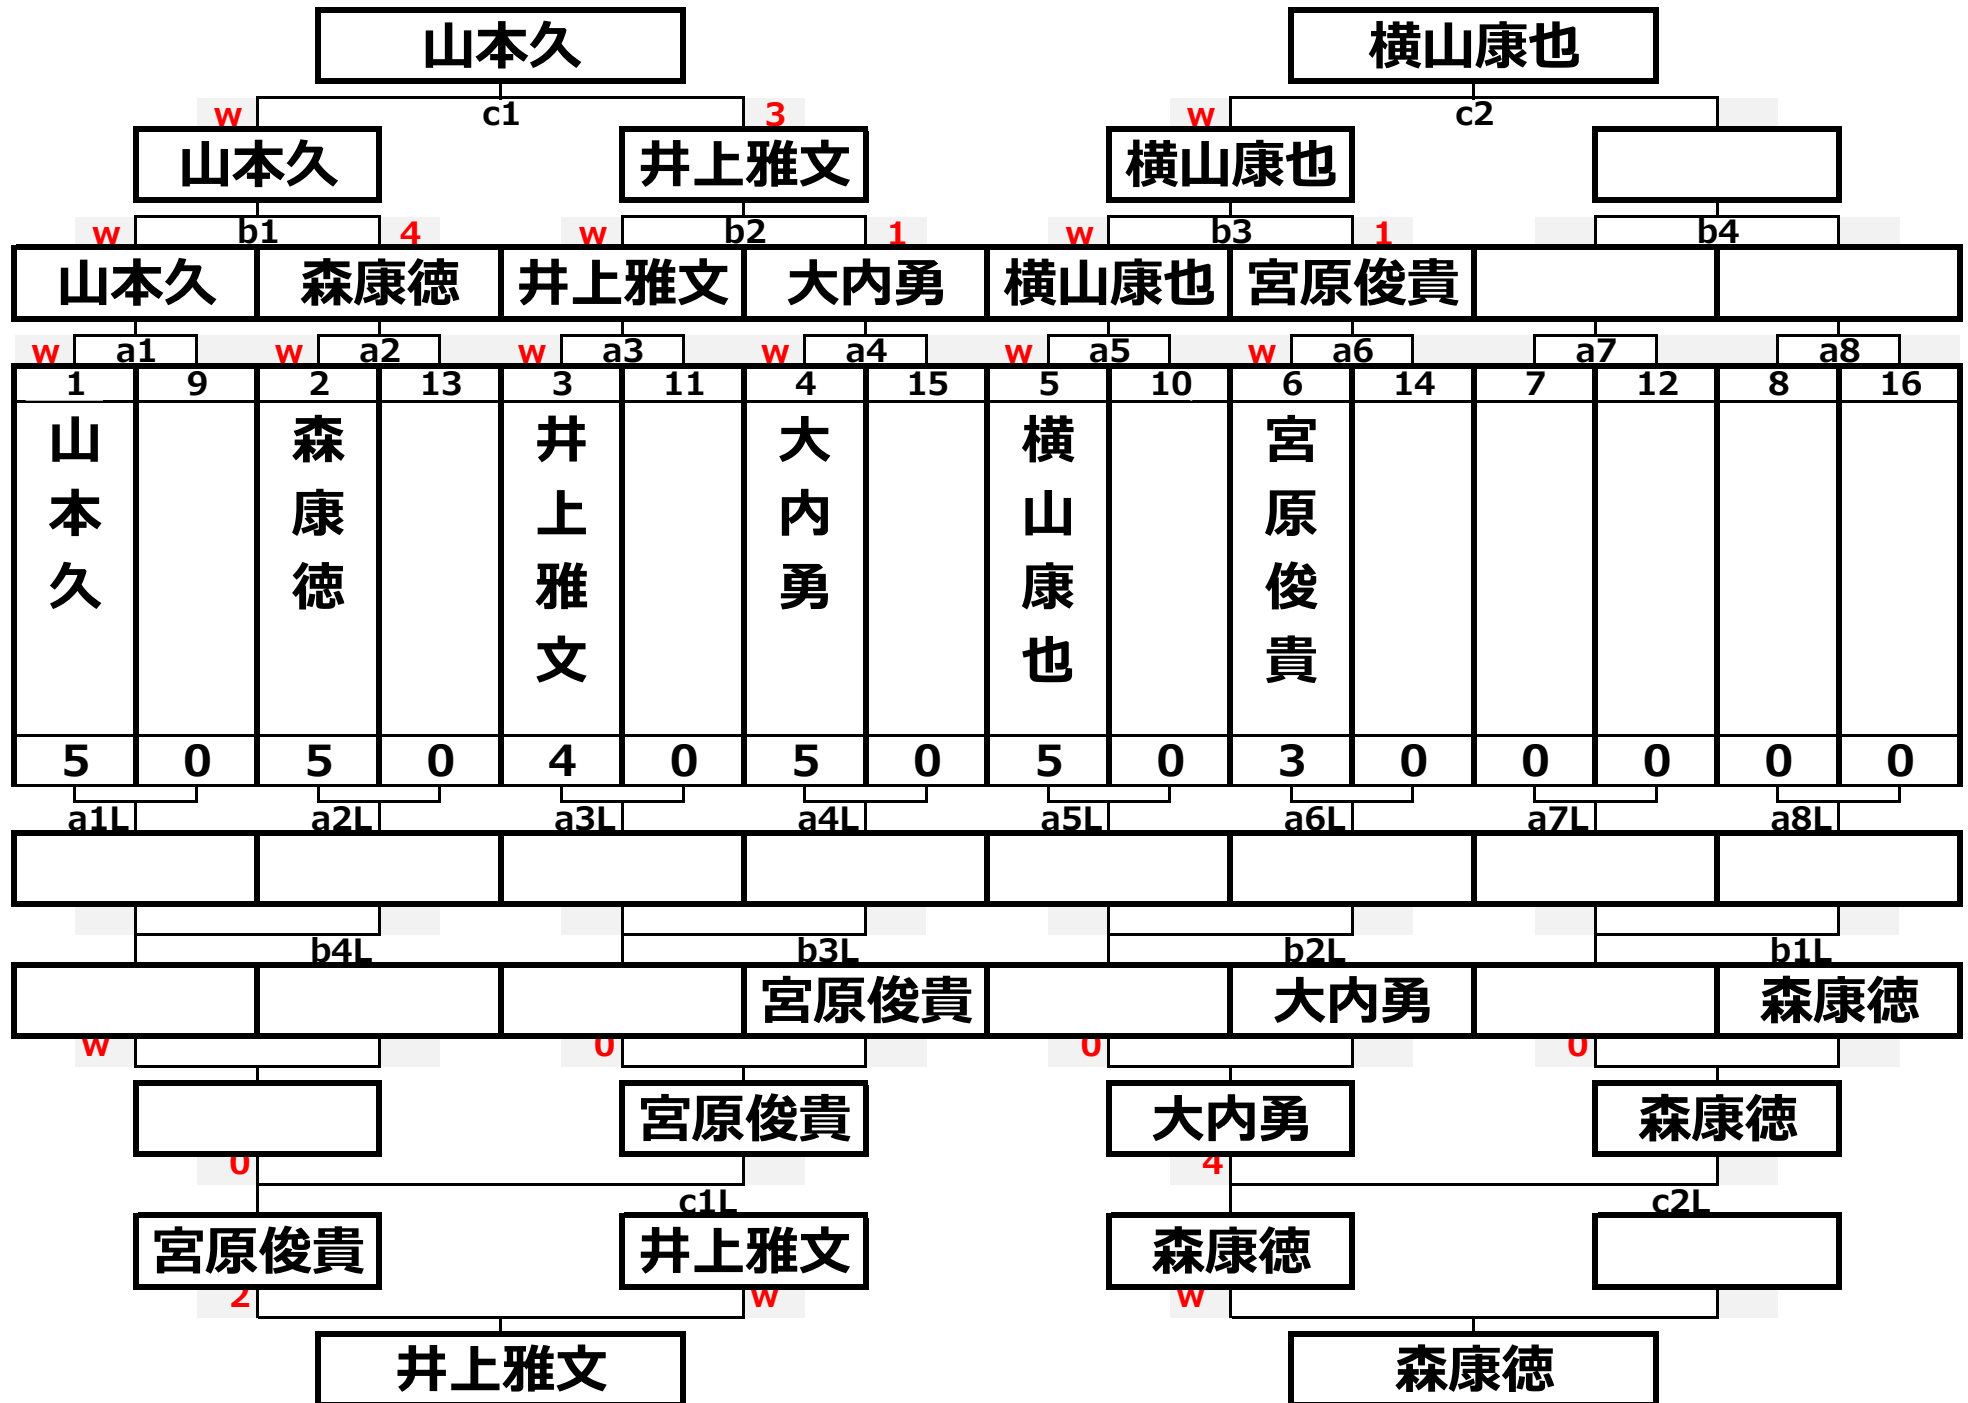 山本久 横山康也
w c1 3 w c2
山本久 井上雅文 横山康也
w b1 4 w b2 1 w b3 1 b4
山本久 森康徳 井上雅文 大内勇 横山康也 宮原俊貴
w a1 w a2 w a3 w a4 w a5 w a6 a7 a8
1 9 2 13 3 11 4 15 5 10 6 14 7 12 8 16
山本久
森康徳
井上雅文
大内勇
横山康也
宮原俊貴
5 0 5 0 4 0 5 0 5 0 3 0 0 0 0 0
a1L a2L a3L a4L a5L a6L a7L a8L
b4L b3L b2L b1L
宮原俊貴 大内勇 森康徳
w 0 0 0
宮原俊貴 大内勇 森康徳
0 4
c1L c2L
宮原俊貴 井上雅文 森康徳
2 w w
井上雅文 森康徳